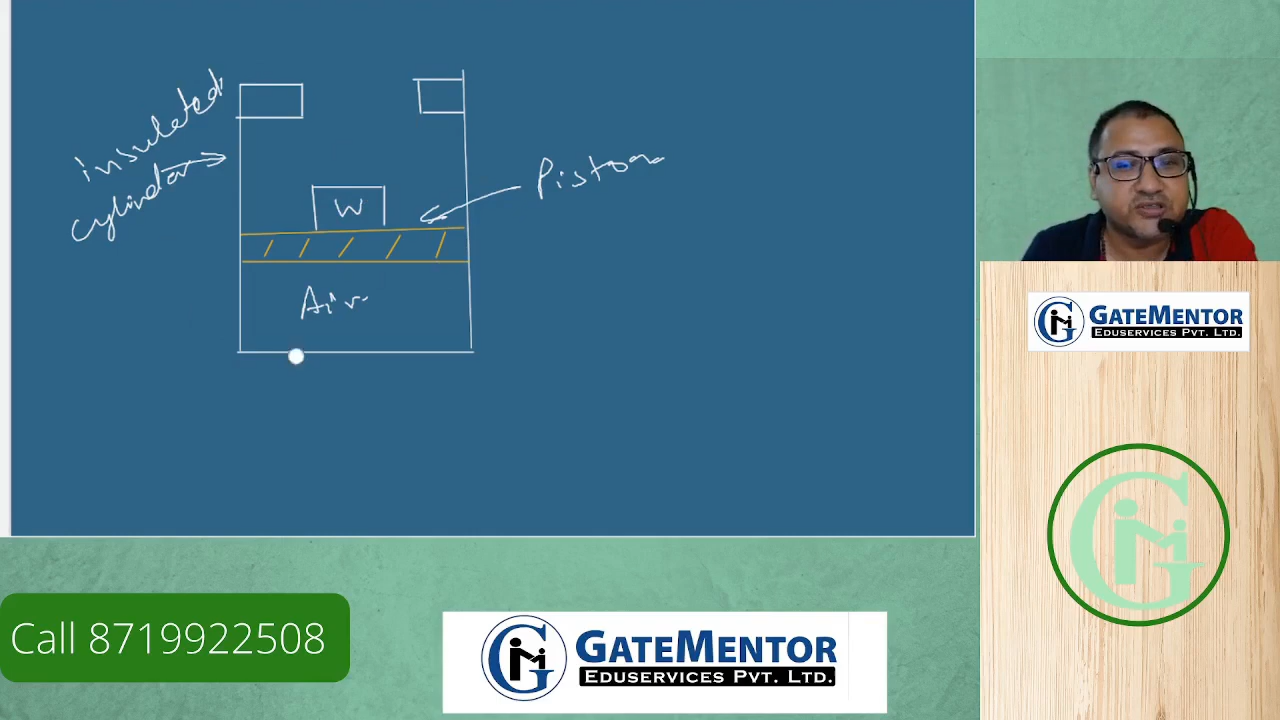 insulated
cylinder
Piston
W
Air
GATEMENTOR
EDUSERVICES PVT. LTD.
Call 8719922508
GATEMENTOR
EDUSERVICES PVT. LTD.